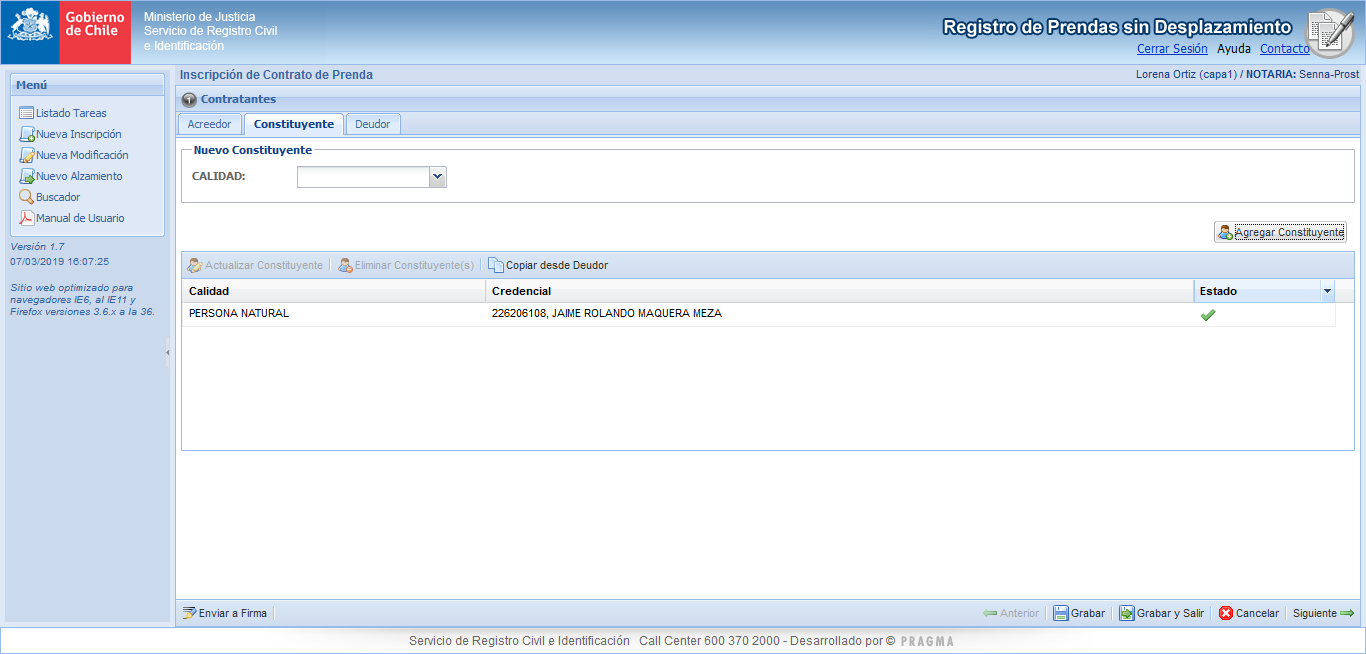 Gobierno
de Chile
Ministerio de Justicia
Servicio de Registro Civil
e Identificación
Registro de Prendas sin Desplazamiento
Cerrar Sesión Ayuda Contacto
Menú
Listado Tareas
Nueva Inscripción
Nueva Modificación
Nuevo Alzamiento
Buscador
Manual de Usuario
Versión 1.7
07/03/2019 16:07:25
Sitio web optimizado para
navegadores IE6, al IE11 y
Firefox versiones 3.6.x a la 36.
Inscripción de Contrato de Prenda
Lorena Ortiz (capa1) / NOTARIA: Senna-Prost
Contratantes
Acreedor Constituyente Deudor
Nuevo Constituyente
CALIDAD:
Agregar Constituyente
Actualizar Constituyente Eliminar Constituyente(s) Copiar desde Deudor
Calidad Credencial Estado
PERSONA NATURAL 226206108, JAIME ROLANDO MAQUERA MEZA
Enviar a Firma Anterior Grabar Grabar y Salir Cancelar Siguiente
Servicio de Registro Civil e Identificación Call Center 600 370 2000 - Desarrollado por © PRAGMA